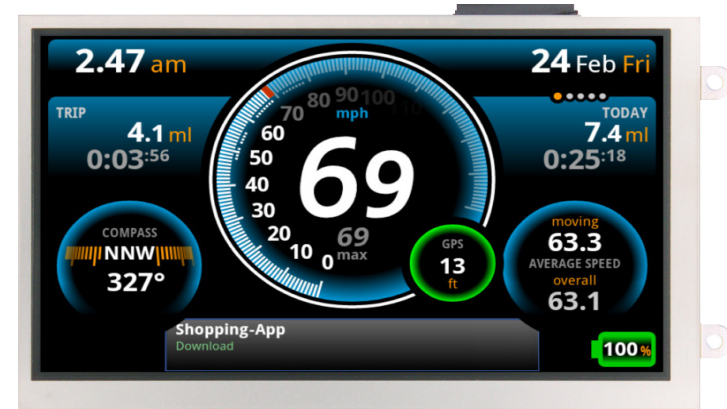 2.47 am
24 Feb Fri
TRIP
4.1 ml
0:03:56
TODAY
7.4 ml
0:25:18
mph
69
69
max
0
10
20
30
40
50
60
70
80
90
100
110
COMPASS
NNW
327°
GPS
13
ft
moving
63.3
AVERAGE SPEED
overall
63.1
Shopping-App
Download
100%